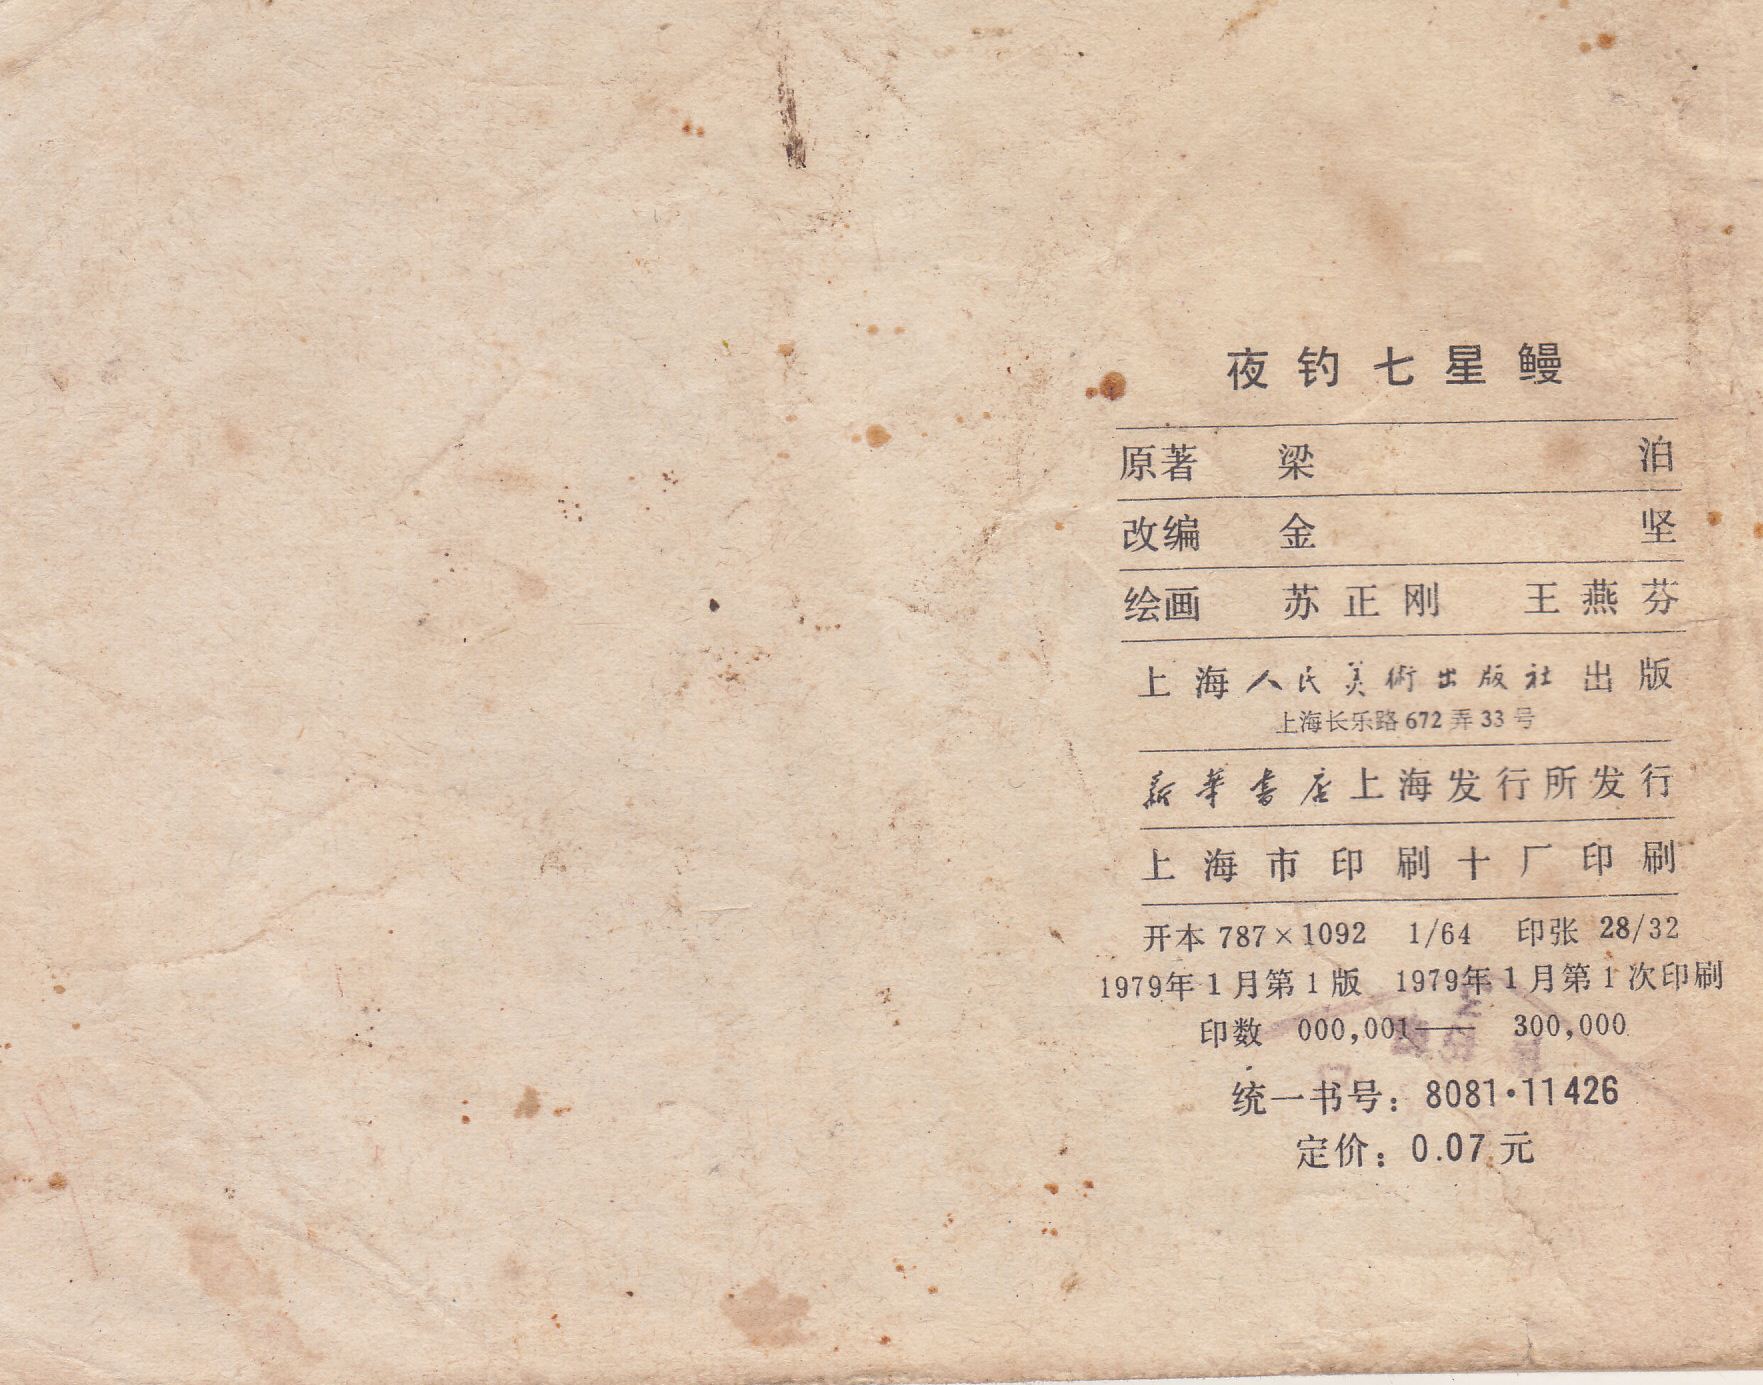 夜钓七星鳗
原著 梁 泊
改编 金 坚
绘画 苏正刚 王燕芬
上海人民美術出版社出版
上海长乐路672弄33号
新華書店上海发行所发行
上海市印刷十厂印刷
开本 787×1092 1/64 印张 28/32
1979年1月第1版 1979年1月第1次印刷
印数 000,001—— 300,000
统一书号：8081·11426
定价：0.07元